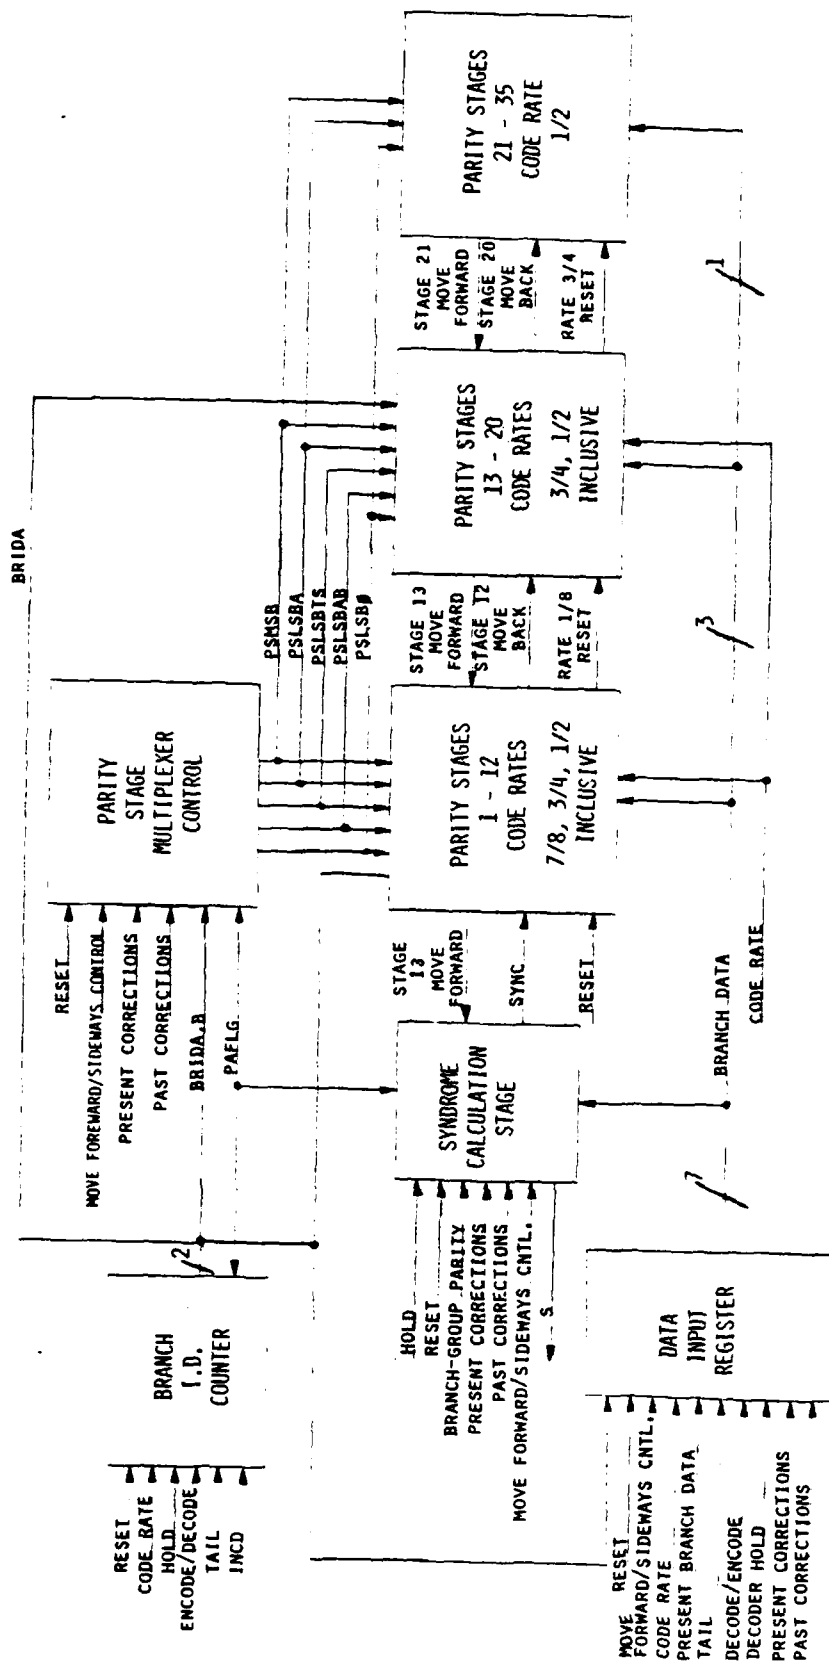 BRIDA
RESET
CODE RATE
HOLD
ENCODE/DECODE
TAIL
INCD
BRANCH
I.D.
COUNTER
2
RESET
MOVE FOREWARD/SIDEWAYS CONTROL
PRESENT CORRECTIONS
PAST CORRECTIONS
BRIDA,B
PAFLG
PARITY
STAGE
MULTIPLEXER
CONTROL
PSMSB
PSLSBA
PSLSBTS
PSLSBAB
PSLSBØ
HOLD
RESET
BRANCH-GROUP PARITY
PRESENT CORRECTIONS
PAST CORRECTIONS
MOVE FORWARD/SIDEWAYS CNTL.
S
SYNDROME
CALCULATION
STAGE
STAGE
13
MOVE
FORWARD
SYNC
RESET
PARITY STAGES
1 - 12
CODE RATES
7/8, 3/4, 1/2
INCLUSIVE
STAGE 13
MOVE
FORWARD
STAGE 12
MOVE
BACK
RATE 1/8
RESET
PARITY STAGES
13 - 20
CODE RATES
3/4, 1/2
INCLUSIVE
STAGE 21
MOVE
FORWARD
STAGE 20
MOVE
BACK
RATE 3/4
RESET
PARITY STAGES
21 - 35
CODE RATE
1/2
MOVE RESET
FORWARD/SIDEWAYS CNTL.
CODE RATE
PRESENT BRANCH DATA
TAIL
DECODE/ENCODE
DECODER HOLD
PRESENT CORRECTIONS
PAST CORRECTIONS
DATA
INPUT
REGISTER
7
BRANCH DATA
CODE RATE
3
1